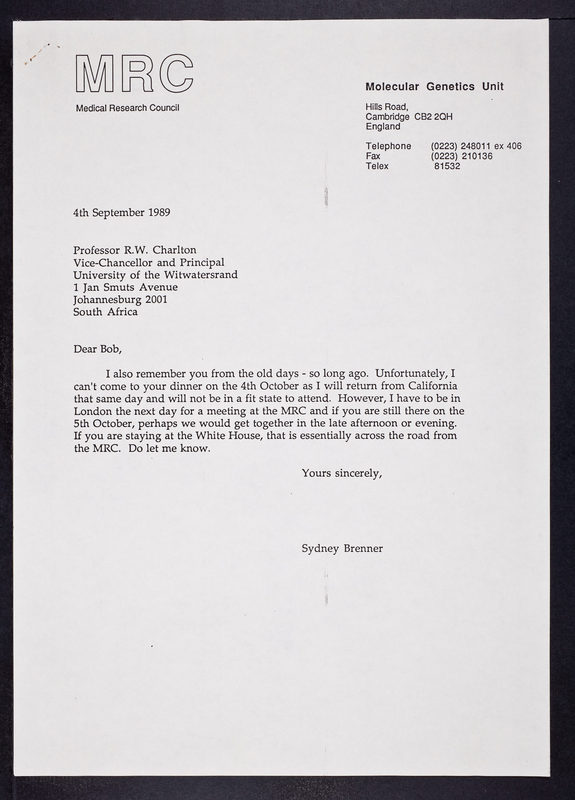 MRC
Medical Research Council
Molecular Genetics Unit
Hills Road,
Cambridge CB2 2QH
England
Telephone (0223) 248011 ex 406
Fax (0223) 210136
Telex 81532
4th September 1989
Professor R.W. Charlton
Vice-Chancellor and Principal
University of the Witwatersrand
1 Jan Smuts Avenue
Johannesburg 2001
South Africa
Dear Bob,
I also remember you from the old days - so long ago. Unfortunately, I
can't come to your dinner on the 4th October as I will return from California
that same day and will not be in a fit state to attend. However, I have to be in
London the next day for a meeting at the MRC and if you are still there on the
5th October, perhaps we would get together in the late afternoon or evening.
If you are staying at the White House, that is essentially across the road from
the MRC. Do let me know.
Yours sincerely,
Sydney Brenner